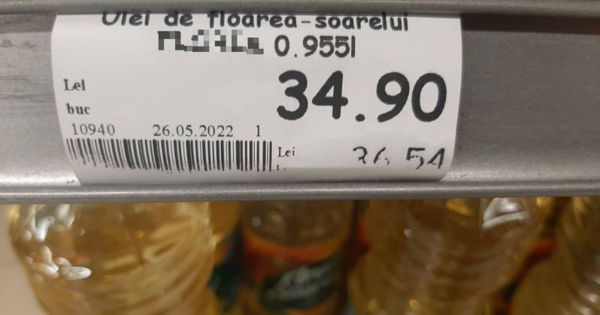 Ulei de floarea-soarelui
0.955l
34.90
Lei
buc
10940 26.05.2022 1
Lei 36.54